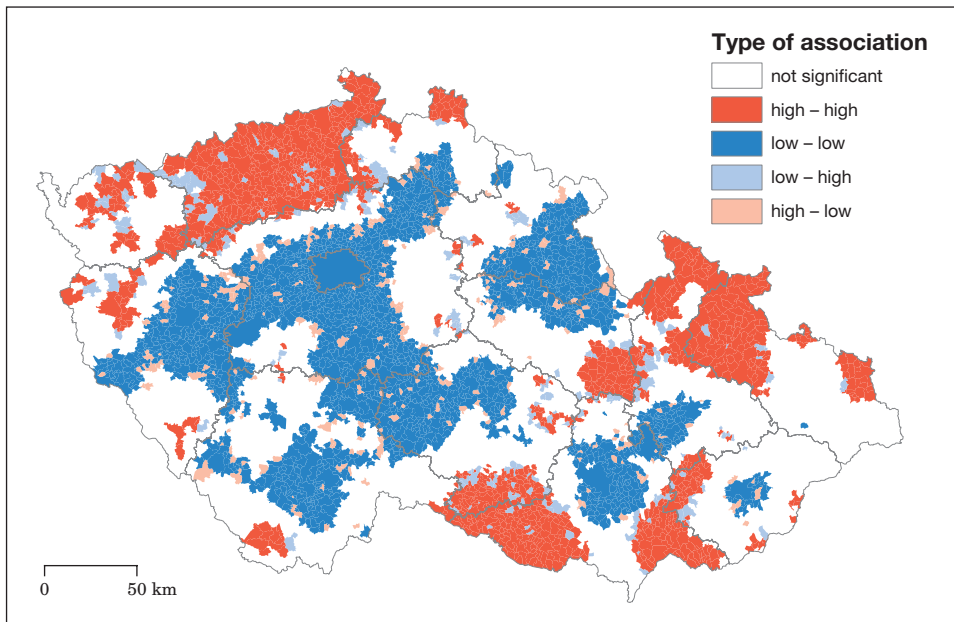 Type of association
not significant
high – high
low – low
low – high
high – low
0 50 km